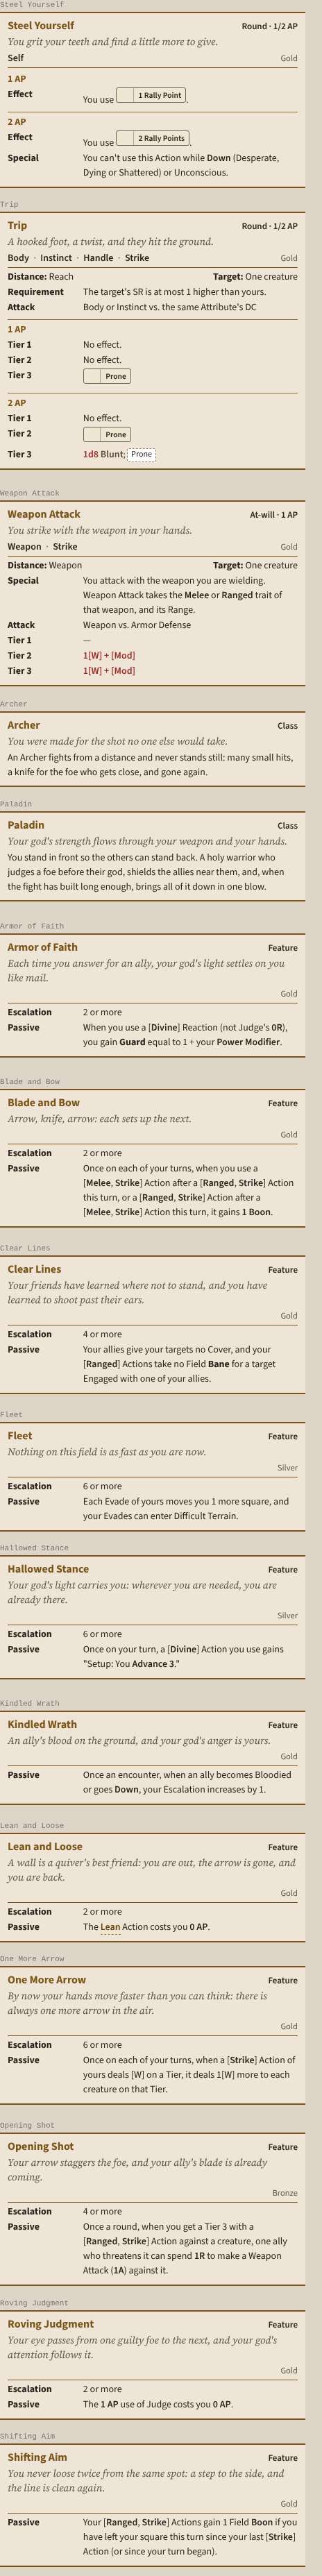 Steel Yourself
Steel Yourself Round · 1/2 AP
You grit your teeth and find a little more to give.
Self Gold
1 AP
Effect You use 1 Rally Point.
2 AP
Effect You use 2 Rally Points.
Special You can't use this Action while Down (Desperate,
Dying or Shattered) or Unconscious.
Trip
Trip Round · 1/2 AP
A hooked foot, a twist, and they hit the ground.
Body · Instinct · Handle · Strike Gold
Distance: Reach Target: One creature
Requirement The target's SR is at most 1 higher than yours.
Attack Body or Instinct vs. the same Attribute's DC
1 AP
Tier 1 No effect.
Tier 2 No effect.
Tier 3 Prone
2 AP
Tier 1 No effect.
Tier 2 Prone
Tier 3 1d8 Blunt; Prone
Weapon Attack
Weapon Attack At-will · 1 AP
You strike with the weapon in your hands.
Weapon · Strike Gold
Distance: Weapon Target: One creature
Special You attack with the weapon you are wielding.
Weapon Attack takes the Melee or Ranged trait of
that weapon, and its Range.
Attack Weapon vs. Armor Defense
Tier 1 —
Tier 2 1[W] + [Mod]
Tier 3 1[W] + [Mod]
Archer
Archer Class
You were made for the shot no one else would take.
An Archer fights from a distance and never stands still: many small hits,
a knife for the foe who gets close, and gone again.
Paladin
Paladin Class
Your god's strength flows through your weapon and your hands.
You stand in front so the others can stand back. A holy warrior who
judges a foe before their god, shields the allies near them, and, when
the fight has built long enough, brings all of it down in one blow.
Armor of Faith
Armor of Faith Feature
Each time you answer for an ally, your god's light settles on you
like mail.
Gold
Escalation 2 or more
Passive When you use a [Divine] Reaction (not Judge's 0R),
you gain Guard equal to 1 + your Power Modifier.
Blade and Bow
Blade and Bow Feature
Arrow, knife, arrow: each sets up the next.
Gold
Escalation 2 or more
Passive Once on each of your turns, when you use a
[Melee, Strike] Action after a [Ranged, Strike] Action
this turn, or a [Ranged, Strike] Action after a
[Melee, Strike] Action this turn, it gains 1 Boon.
Clear Lines
Clear Lines Feature
Your friends have learned where not to stand, and you have
learned to shoot past their ears.
Gold
Escalation 4 or more
Passive Your allies give your targets no Cover, and your
[Ranged] Actions take no Field Bane for a target
Engaged with one of your allies.
Fleet
Fleet Feature
Nothing on this field is as fast as you are now.
Silver
Escalation 6 or more
Passive Each Evade of yours moves you 1 more square, and
your Evades can enter Difficult Terrain.
Hallowed Stance
Hallowed Stance Feature
Your god's light carries you: wherever you are needed, you are
already there.
Silver
Escalation 6 or more
Passive Once on your turn, a [Divine] Action you use gains
"Setup: You Advance 3."
Kindled Wrath
Kindled Wrath Feature
An ally's blood on the ground, and your god's anger is yours.
Gold
Passive Once an encounter, when an ally becomes Bloodied
or goes Down, your Escalation increases by 1.
Lean and Loose
Lean and Loose Feature
A wall is a quiver's best friend: you are out, the arrow is gone, and
you are back.
Gold
Escalation 2 or more
Passive The Lean Action costs you 0 AP.
One More Arrow
One More Arrow Feature
By now your hands move faster than you can think: there is
always one more arrow in the air.
Gold
Escalation 6 or more
Passive Once on each of your turns, when a [Strike] Action of
yours deals [W] on a Tier, it deals 1[W] more to each
creature on that Tier.
Opening Shot
Opening Shot Feature
Your arrow staggers the foe, and your ally's blade is already
coming.
Bronze
Escalation 4 or more
Passive Once a round, when you get a Tier 3 with a
[Ranged, Strike] Action against a creature, one ally
who threatens it can spend 1R to make a Weapon
Attack (1A) against it.
Roving Judgment
Roving Judgment Feature
Your eye passes from one guilty foe to the next, and your god's
attention follows it.
Gold
Escalation 2 or more
Passive The 1 AP use of Judge costs you 0 AP.
Shifting Aim
Shifting Aim Feature
You never loose twice from the same spot: a step to the side, and
the line is clean again.
Gold
Passive Your [Ranged, Strike] Actions gain 1 Field Boon if you
have left your square this turn since your last [Strike]
Action (or since your turn began).